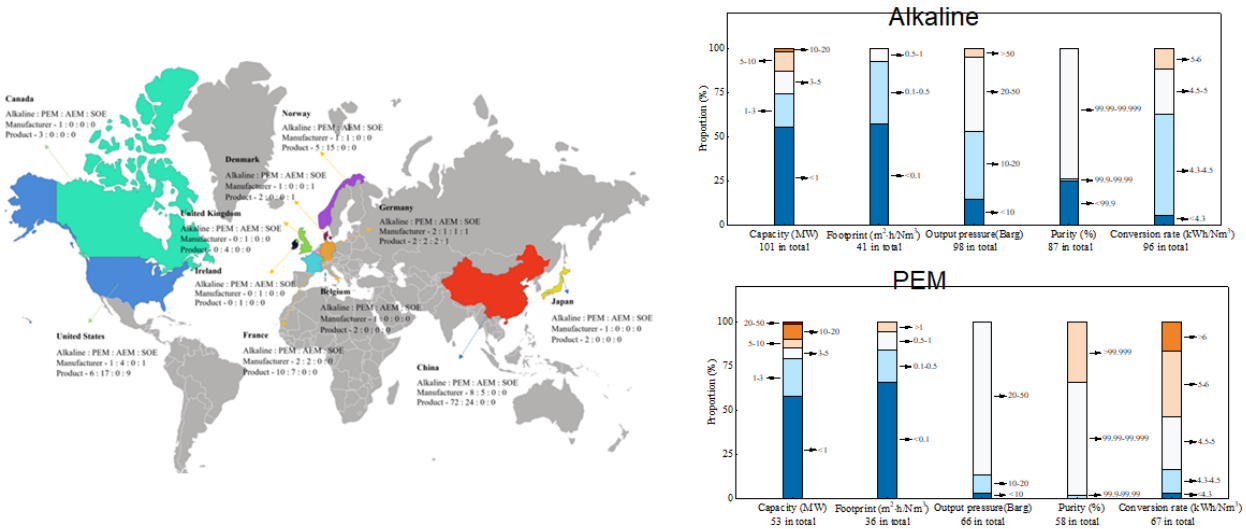 Canada
Alkaline : PEM : AEM : SOE
Manufacturer - 1 : 0 : 0 : 0
Product - 3 : 0 : 0 : 0
Norway
Alkaline : PEM : AEM : SOE
Manufacturer - 1 : 1 : 0 : 0
Product - 5 : 15 : 0 : 0
Denmark
Alkaline : PEM : AEM : SOE
Manufacturer - 1 : 0 : 0 : 1
Product - 2 : 0 : 0 : 1
United Kingdom
Alkaline : PEM : AEM : SOE
Manufacturer - 0 : 1 : 0 : 0
Product - 0 : 4 : 0 : 0
Germany
Alkaline : PEM : AEM : SOE
Manufacturer - 2 : 1 : 1 : 1
Product - 2 : 2 : 2 : 1
Ireland
Alkaline : PEM : AEM : SOE
Manufacturer - 0 : 1 : 0 : 0
Product - 0 : 1 : 0 : 0
Belgium
Alkaline : PEM : AEM : SOE
Manufacturer - 1 : 0 : 0 : 0
Product - 2 : 0 : 0 : 0
Japan
Alkaline : PEM : AEM : SOE
Manufacturer - 1 : 0 : 0 : 0
Product - 2 : 0 : 0 : 0
United States
Alkaline : PEM : AEM : SOE
Manufacturer - 1 : 4 : 0 : 1
Product - 6 : 17 : 0 : 9
France
Alkaline : PEM : AEM : SOE
Manufacturer - 2 : 2 : 0 : 0
Product - 10 : 7 : 0 : 0
China
Alkaline : PEM : AEM : SOE
Manufacturer - 8 : 5 : 0 : 0
Product - 72 : 24 : 0 : 0
Alkaline
Proportion (%)
100
75
50
25
0
10-20
5-10
3-5
1-3
<1
0.5-1
0.1-0.5
<0.1
>50
20-50
10-20
<10
99.99-99.999
99.9-99.99
<99.9
5-6
4.5-5
4.3-4.5
<4.3
Capacity (MW)
101 in total
Footprint (m²·h/Nm³)
41 in total
Output pressure (Barg)
98 in total
Purity (%)
87 in total
Conversion rate (kWh/Nm³)
96 in total
PEM
Proportion (%)
100
75
50
25
0
20-50
10-20
5-10
3-5
1-3
<1
>1
0.5-1
0.1-0.5
<0.1
20-50
10-20
<10
>99.999
99.99-99.999
99.9-99.99
>6
5-6
4.5-5
4.3-4.5
<4.3
Capacity (MW)
53 in total
Footprint (m²·h/Nm³)
36 in total
Output pressure(Barg)
66 in total
Purity (%)
58 in total
Conversion rate (kWh/Nm³)
67 in total